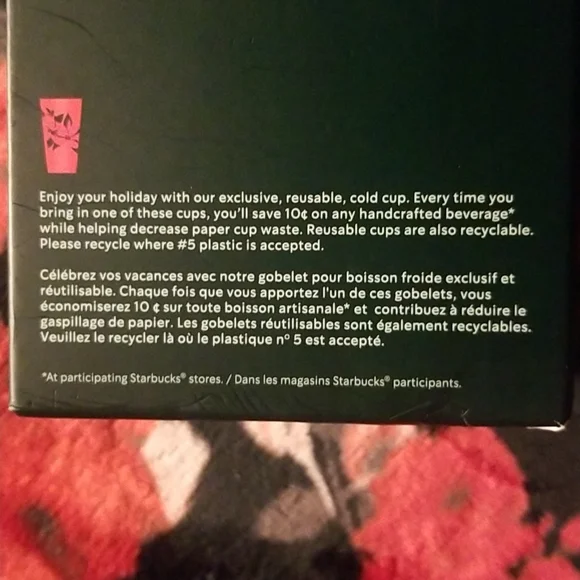 Enjoy your holiday with our exclusive, reusable, cold cup. Every time you
bring in one of these cups, you'll save 10¢ on any handcrafted beverage*
while helping decrease paper cup waste. Reusable cups are also recyclable.
Please recycle where #5 plastic is accepted.
Célébrez vos vacances avec notre gobelet pour boisson froide exclusif et
réutilisable. Chaque fois que vous apportez l'un de ces gobelets, vous
économiserez 10 ¢ sur toute boisson artisanale* et contribuez à réduire le
gaspillage de papier. Les gobelets réutilisables sont également recyclables.
Veuillez le recycler là où le plastique nº 5 est accepté.
*At participating Starbucks® stores. / Dans les magasins Starbucks® participants.